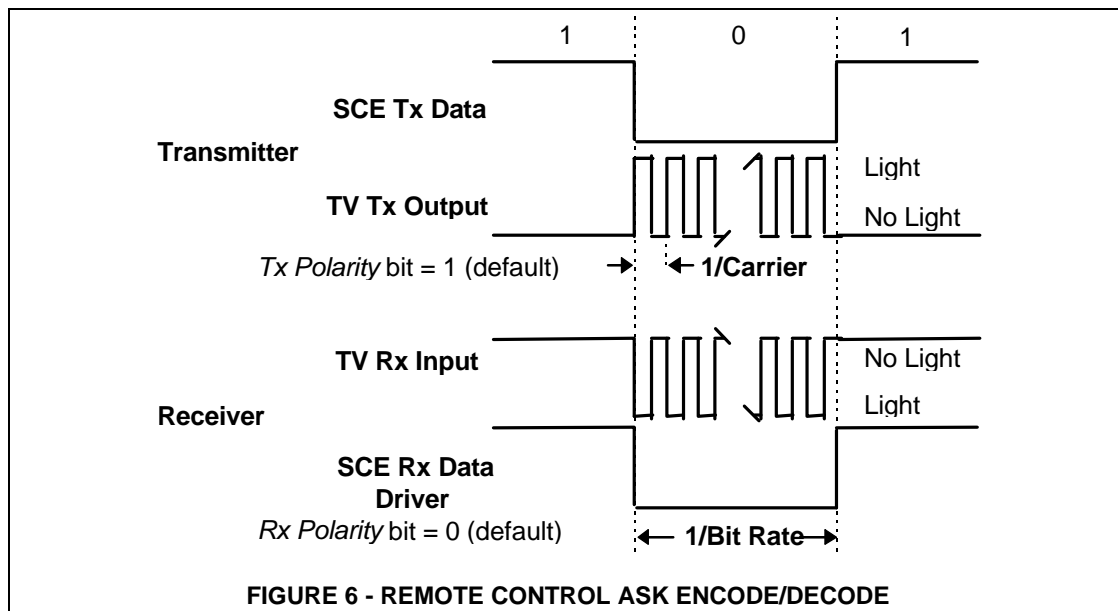 1 0 1
SCE Tx Data
Transmitter
Light
TV Tx Output
No Light
Tx Polarity bit = 1 (default)
1/Carrier
TV Rx Input
No Light
Light
Receiver
SCE Rx Data
Driver
Rx Polarity bit = 0 (default)
1/Bit Rate
FIGURE 6 - REMOTE CONTROL ASK ENCODE/DECODE